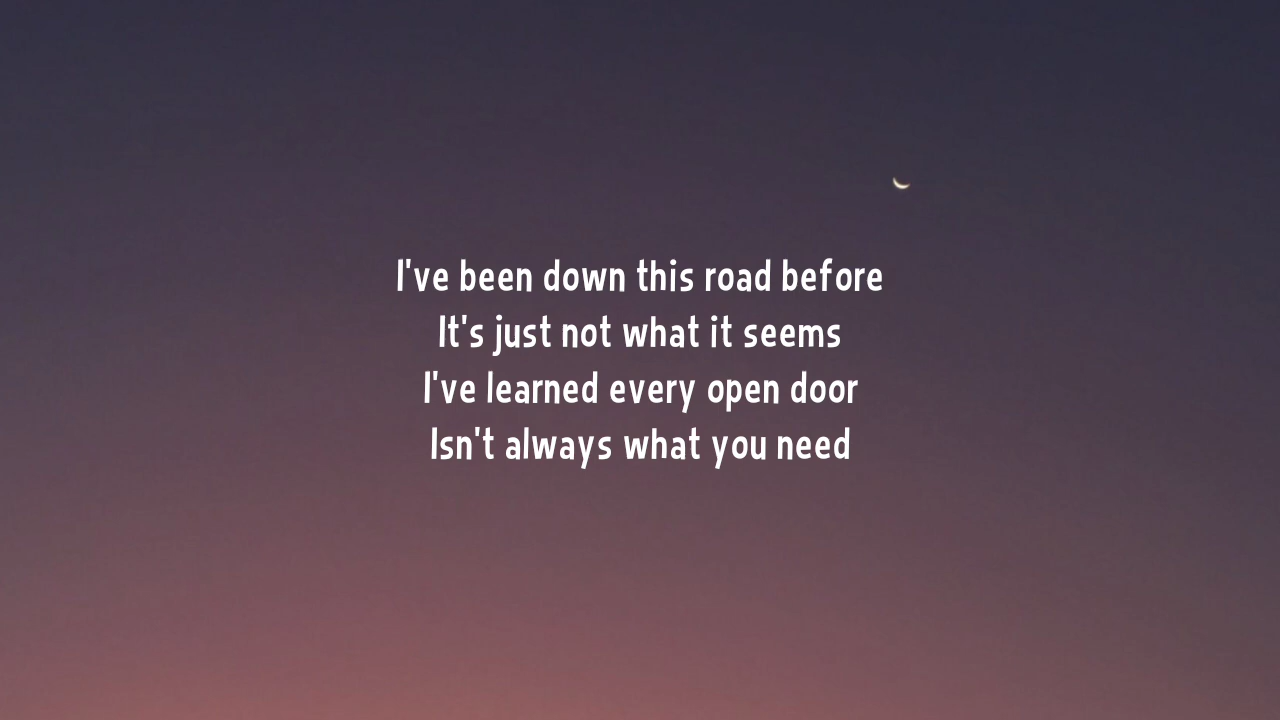 I've been down this road before
It's just not what it seems
I've learned every open door
Isn't always what you need